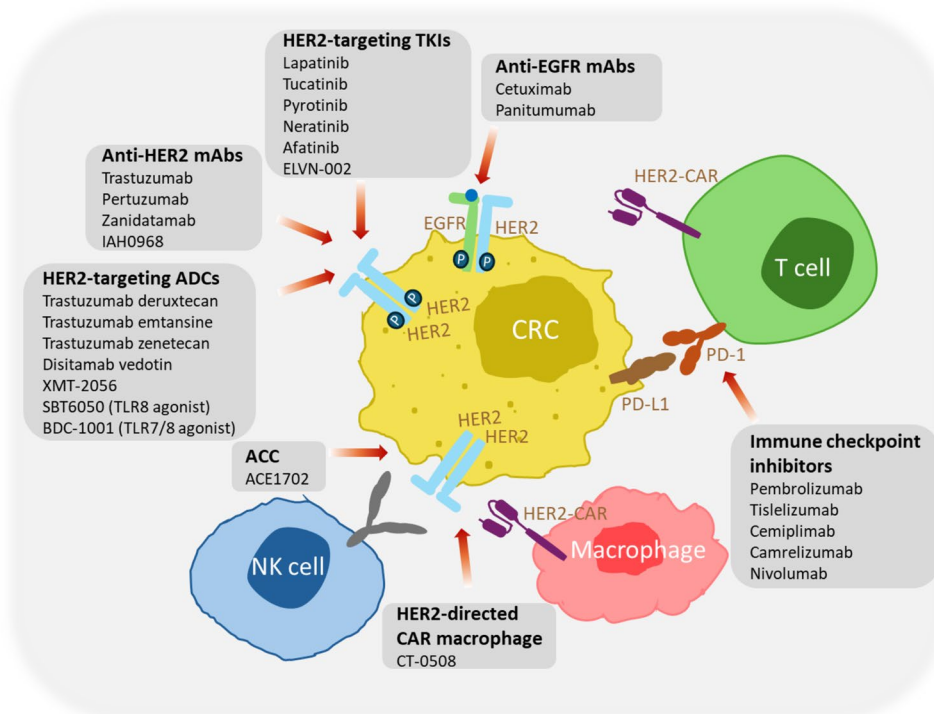 HER2-targeting TKIs
Lapatinib
Tucatinib
Pyrotinib
Neratinib
Afatinib
ELVN-002
Anti-EGFR mAbs
Cetuximab
Panitumumab
Anti-HER2 mAbs
Trastuzumab
Pertuzumab
Zanidatamab
IAH0968
HER2-targeting ADCs
Trastuzumab deruxtecan
Trastuzumab emtansine
Trastuzumab zenetecan
Disitamab vedotin
XMT-2056
SBT6050 (TLR8 agonist)
BDC-1001 (TLR7/8 agonist)
EGFR
HER2
P
P
HER2-CAR
T cell
P
HER2
P
HER2
CRC
PD-1
PD-L1
HER2
HER2
ACC
ACE1702
NK cell
HER2-CAR
Macrophage
Immune checkpoint
inhibitors
Pembrolizumab
Tislelizumab
Cemiplimab
Camrelizumab
Nivolumab
HER2-directed
CAR macrophage
CT-0508